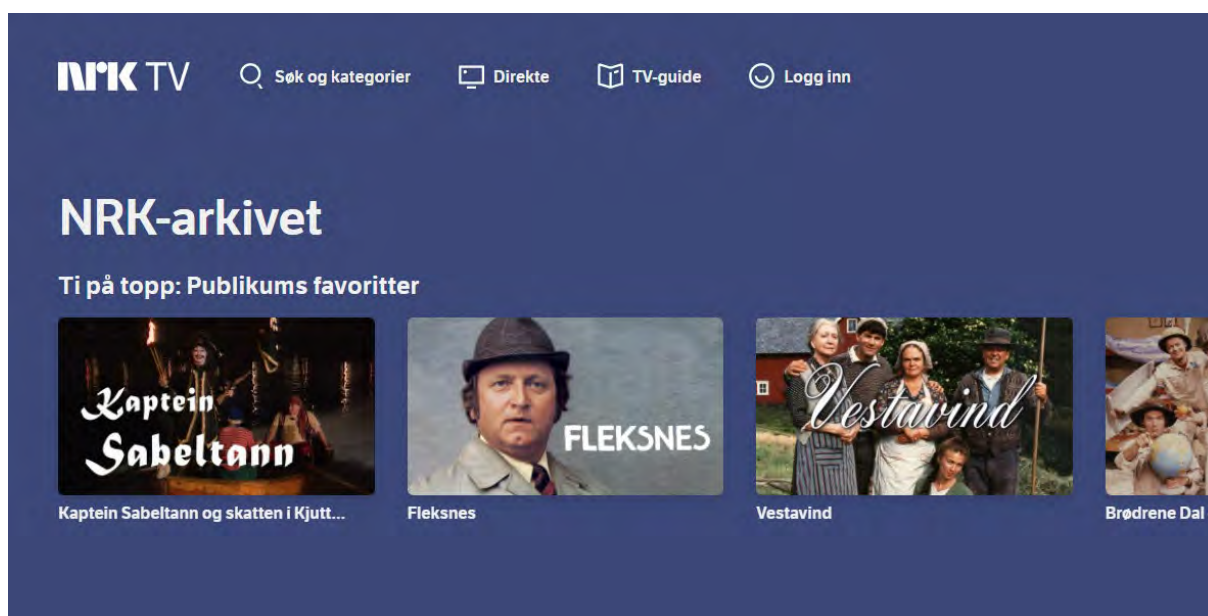 NRK TV
Søk og kategorier
Direkte
TV-guide
Logg inn
NRK-arkivet
Ti på topp: Publikums favoritter
Kaptein
Sabeltann
FLEKSNES
Vestavind
Kaptein Sabeltann og skatten i Kjutt...
Fleksnes
Vestavind
Brødrene Dal